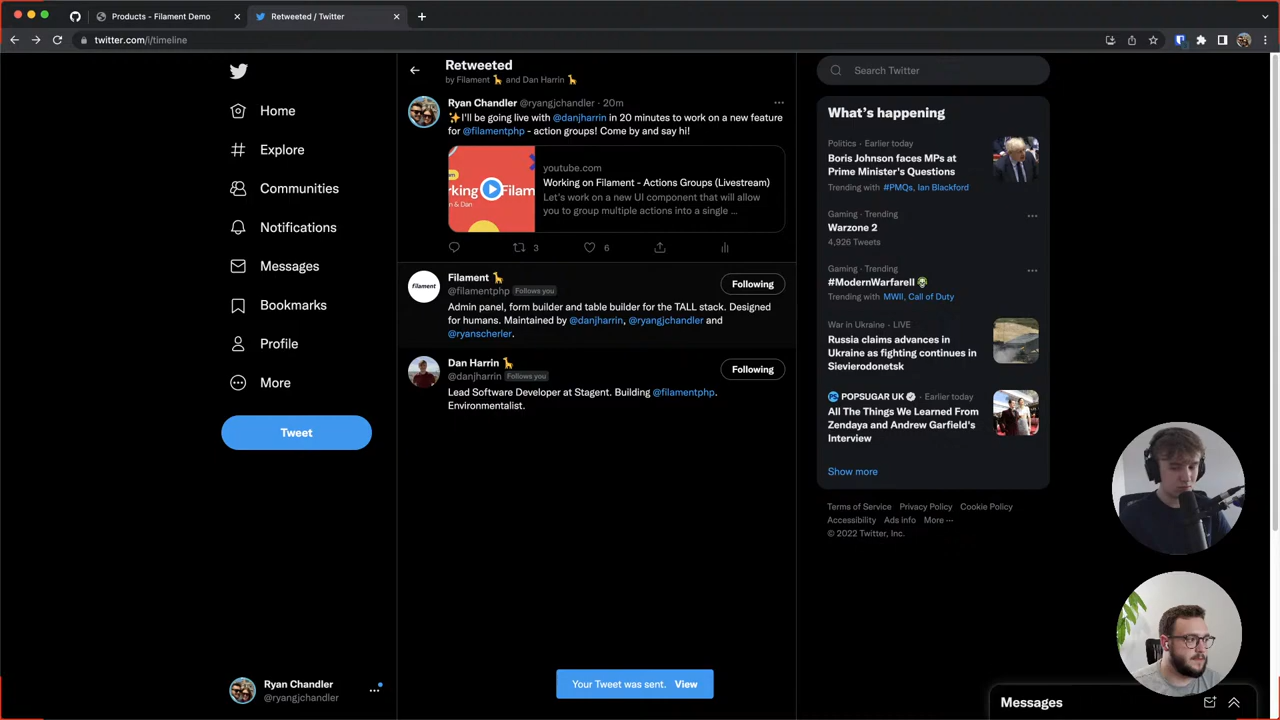 Products - Filament Demo
Retweeted / Twitter
twitter.com/i/timeline
Home
Explore
Communities
Notifications
Messages
Bookmarks
Profile
More
Tweet
Ryan Chandler
@ryangjchandler
Retweeted
by Filament 🦒 and Dan Harrin 🦒
Ryan Chandler @ryangjchandler · 20m
✨I'll be going live with @danjharrin in 20 minutes to work on a new feature
for @filamentphp - action groups! Come by and say hi!
youtube.com
Working on Filament - Actions Groups (Livestream)
Let's work on a new UI component that will allow
you to group multiple actions into a single ...
3
6
Filament 🦒
@filamentphp Follows you
Following
Admin panel, form builder and table builder for the TALL stack. Designed
for humans. Maintained by @danjharrin, @ryangjchandler and
@ryanscherler.
Dan Harrin 🦒
@danjharrin Follows you
Following
Lead Software Developer at Stagent. Building @filamentphp.
Environmentalist.
Your Tweet was sent. View
Search Twitter
What's happening
Politics · Earlier today
Boris Johnson faces MPs at
Prime Minister's Questions
Trending with #PMQs, Ian Blackford
Gaming · Trending
Warzone 2
4,926 Tweets
Gaming · Trending
#ModernWarfareII
Trending with MWII, Call of Duty
War in Ukraine · LIVE
Russia claims advances in
Ukraine as fighting continues in
Sievierodonetsk
POPSUGAR UK · Earlier today
All The Things We Learned From
Zendaya and Andrew Garfield's
Interview
Show more
Terms of Service Privacy Policy Cookie Policy
Accessibility Ads info More ···
© 2022 Twitter, Inc.
Messages